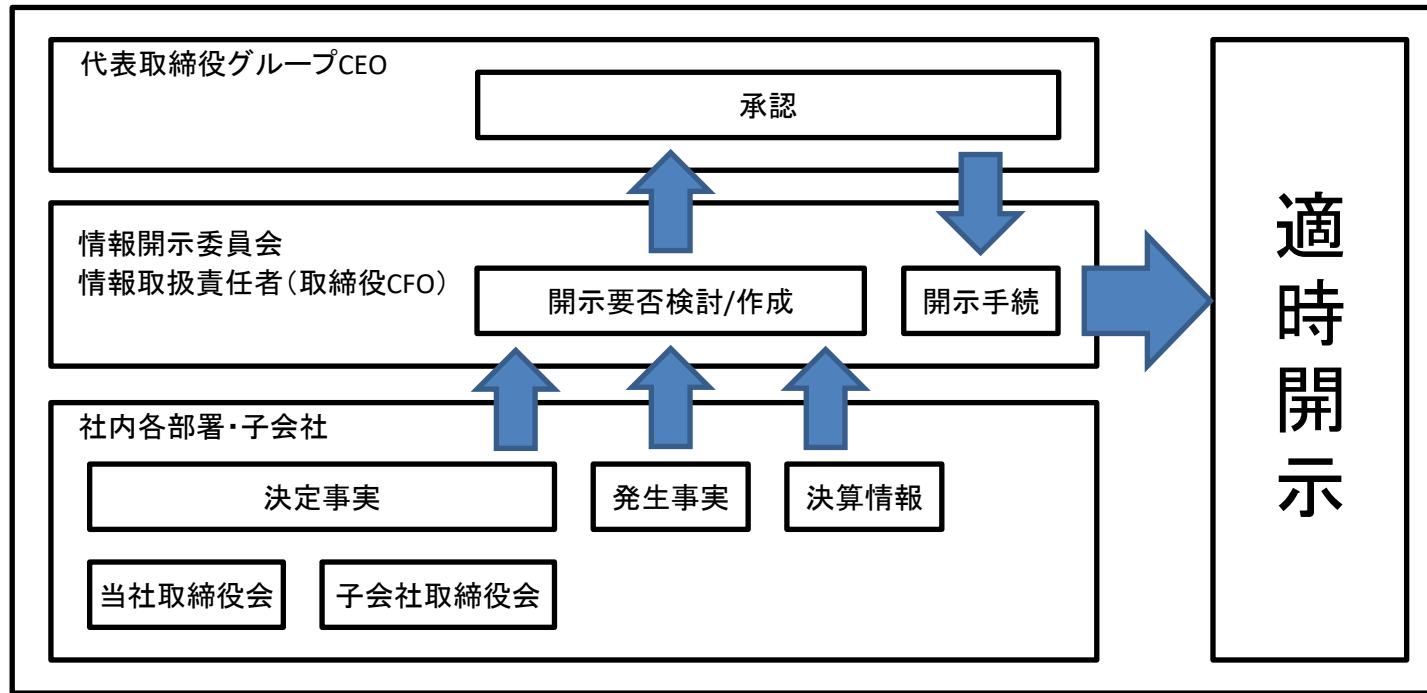 代表取締役グループCEO
承認
情報開示委員会
情報取扱責任者(取締役CFO)
開示要否検討/作成
開示手続
社内各部署・子会社
決定事実
発生事実
決算情報
当社取締役会
子会社取締役会
適時開示